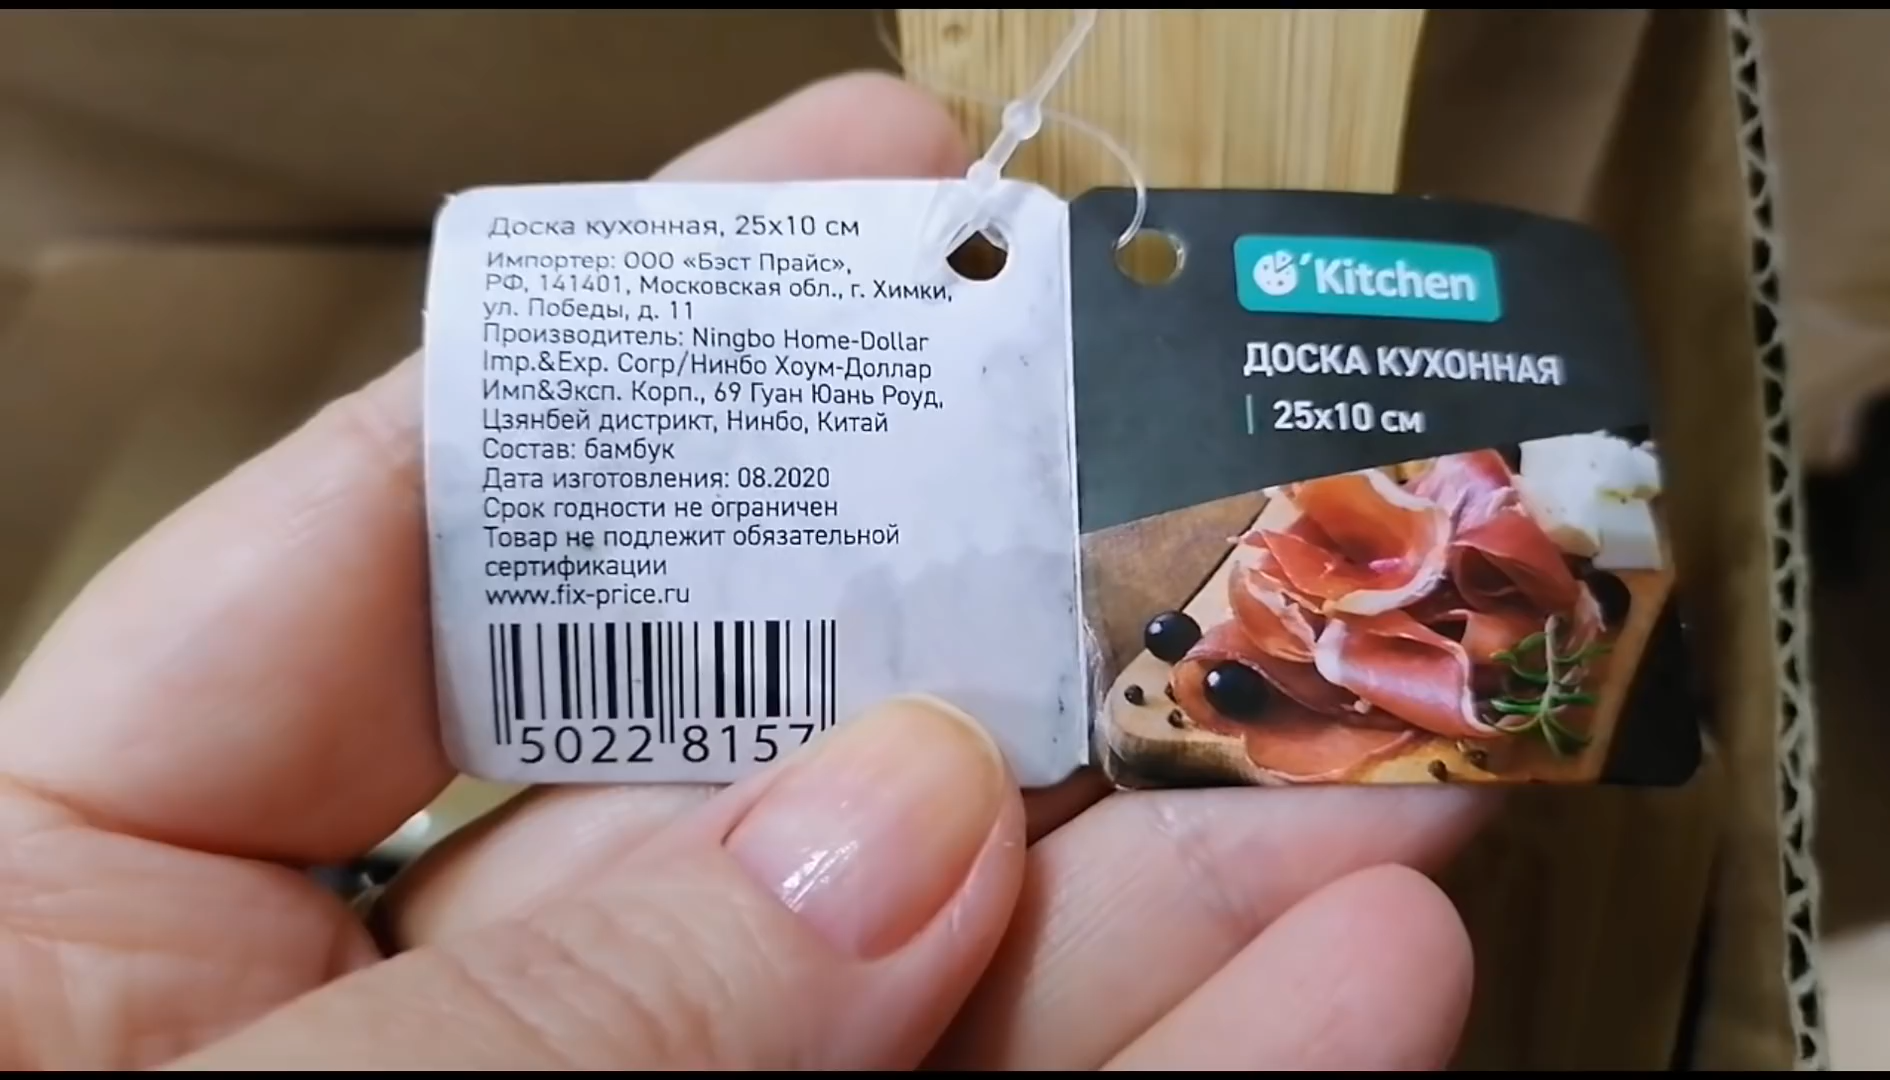 Доска кухонная, 25х10 см
Импортер: ООО «Бэст Прайс»,
РФ, 141401, Московская обл., г. Химки,
ул. Победы, д. 11
Производитель: Ningbo Home-Dollar
Imp.&Exp. Corp/Нинбо Хоум-Доллар
Имп&Эксп. Корп., 69 Гуан Юань Роуд,
Цзянбей дистрикт, Нинбо, Китай
Состав: бамбук
Дата изготовления: 08.2020
Срок годности не ограничен
Товар не подлежит обязательной
сертификации
www.fix-price.ru
5022 8157
'Kitchen
ДОСКА КУХОННАЯ
25х10 см